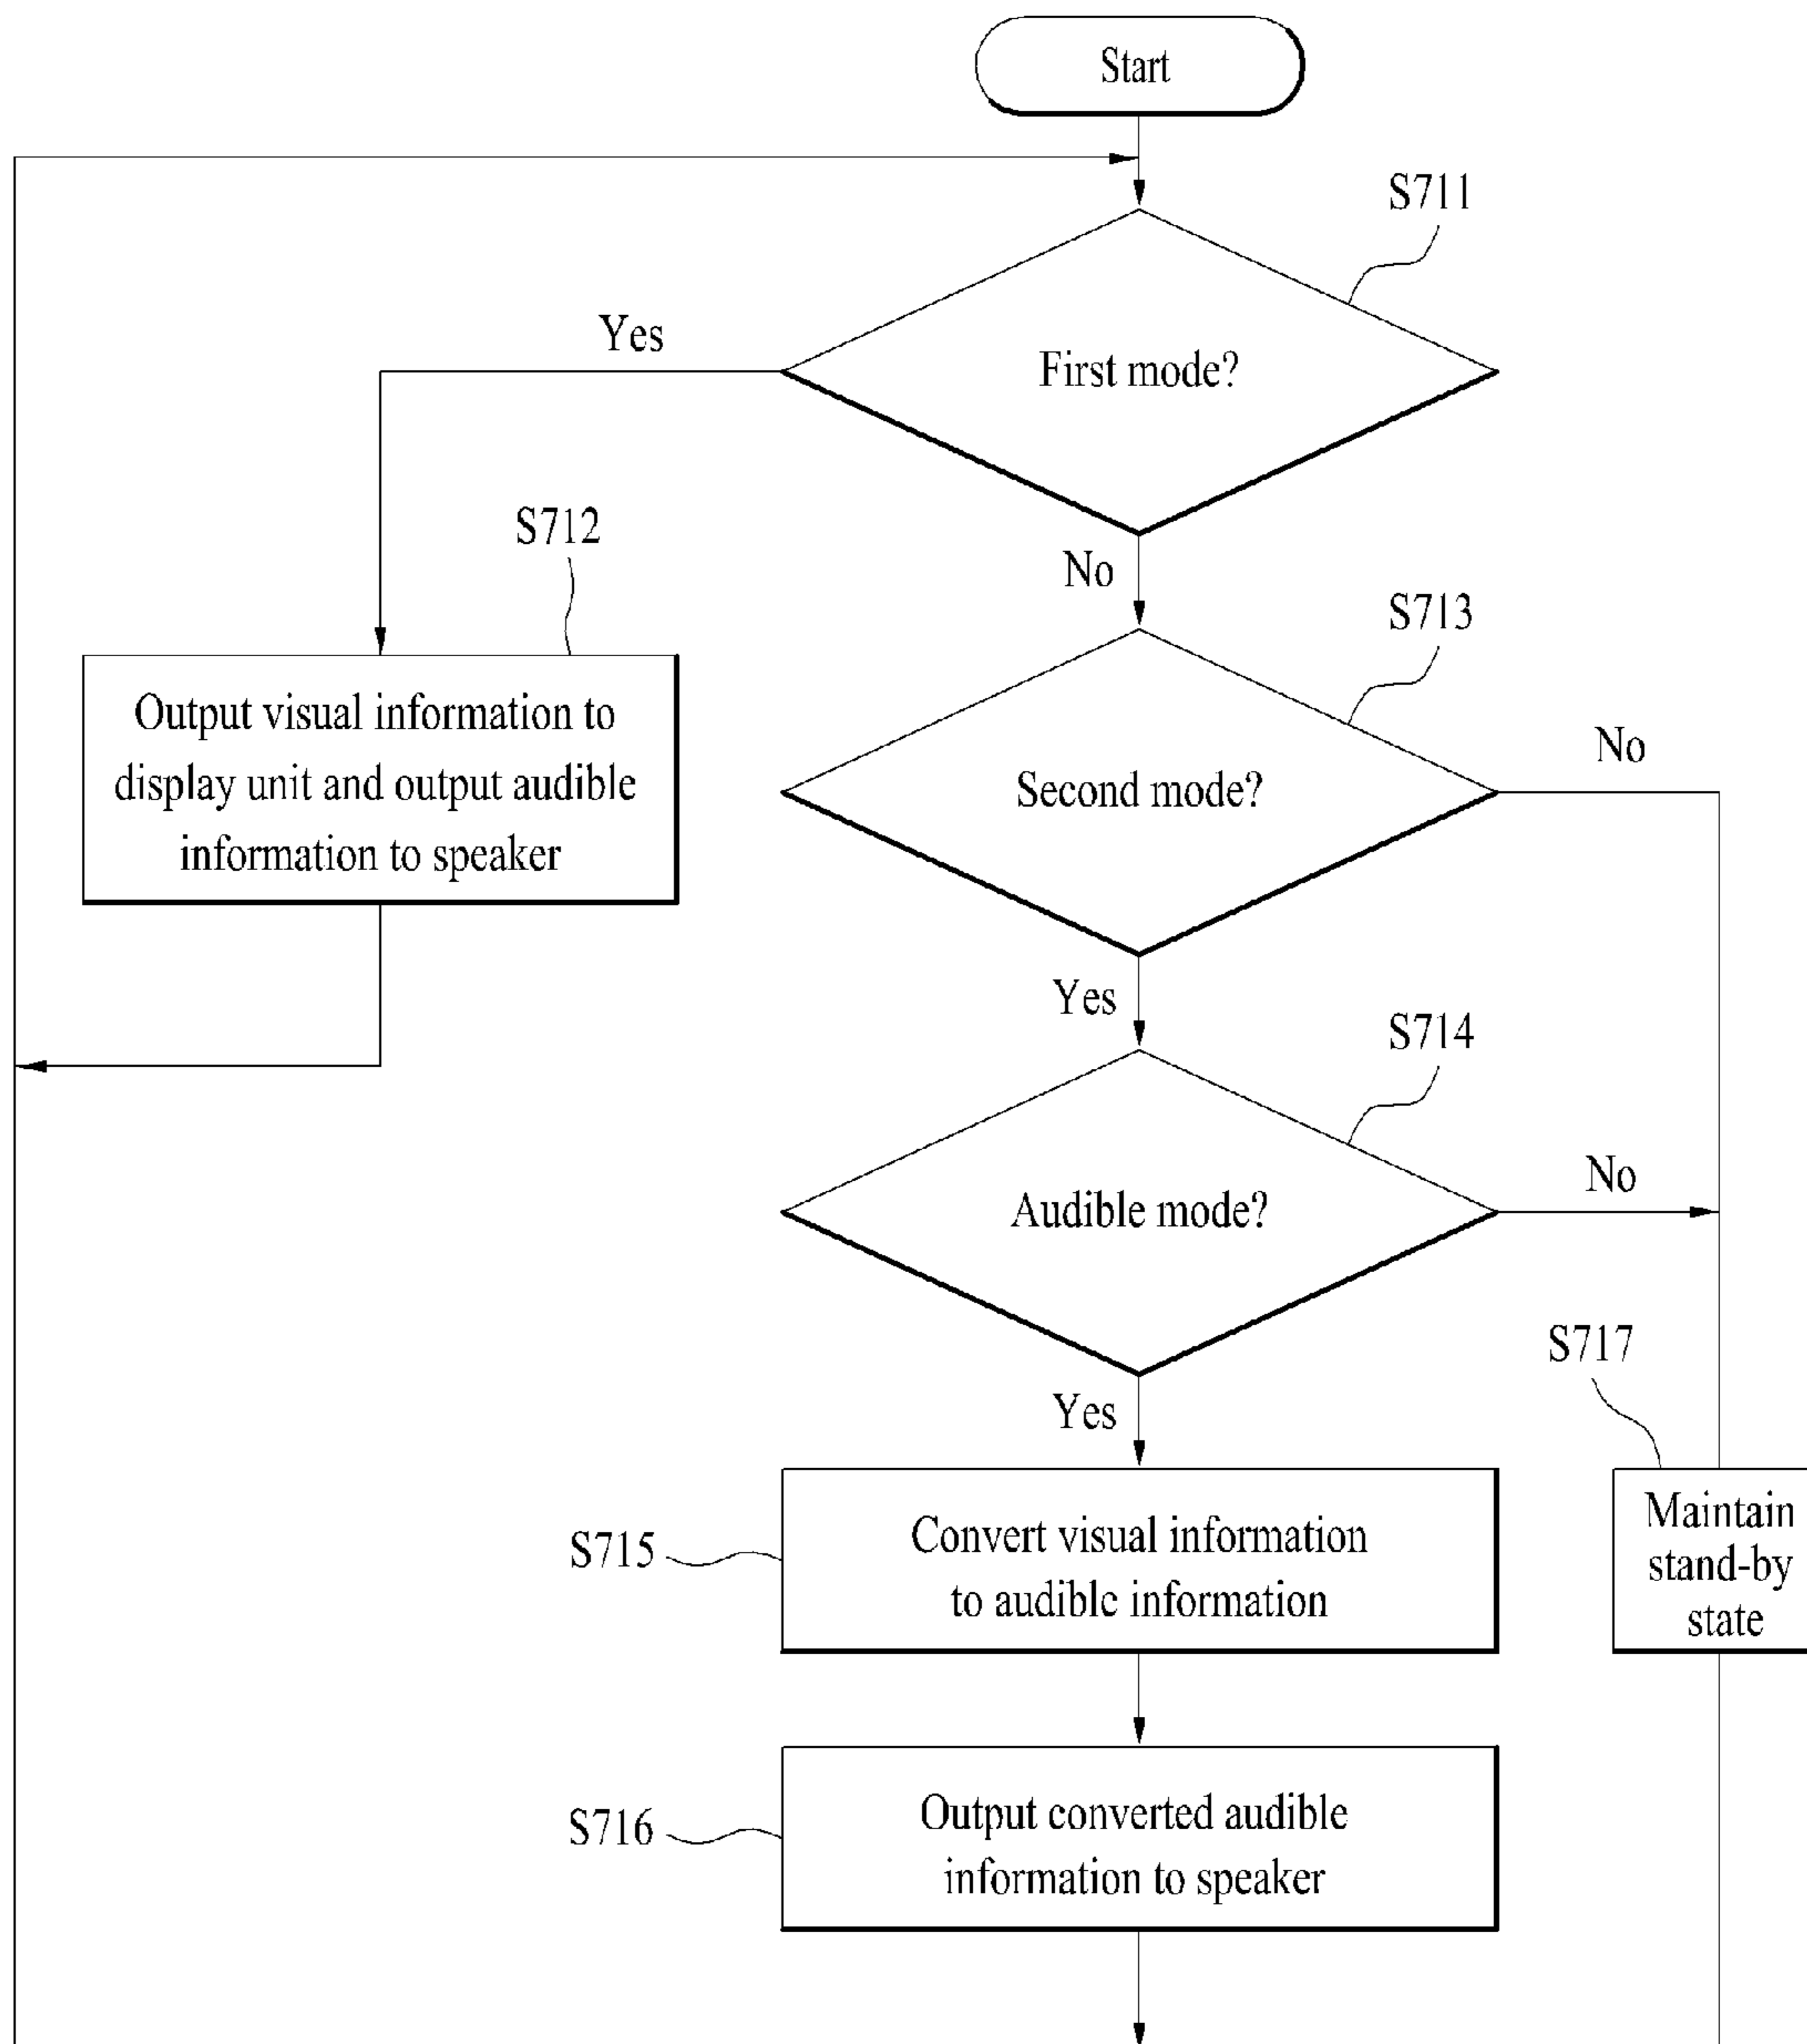 Start
S711
Yes
First mode?
S712
No
S713
Output visual information to
display unit and output audible
information to speaker
Second mode?
No
Yes
S714
Audible mode?
No
S717
Yes
S715
Convert visual information
to audible information
Maintain
stand-by
state
S716
Output converted audible
information to speaker